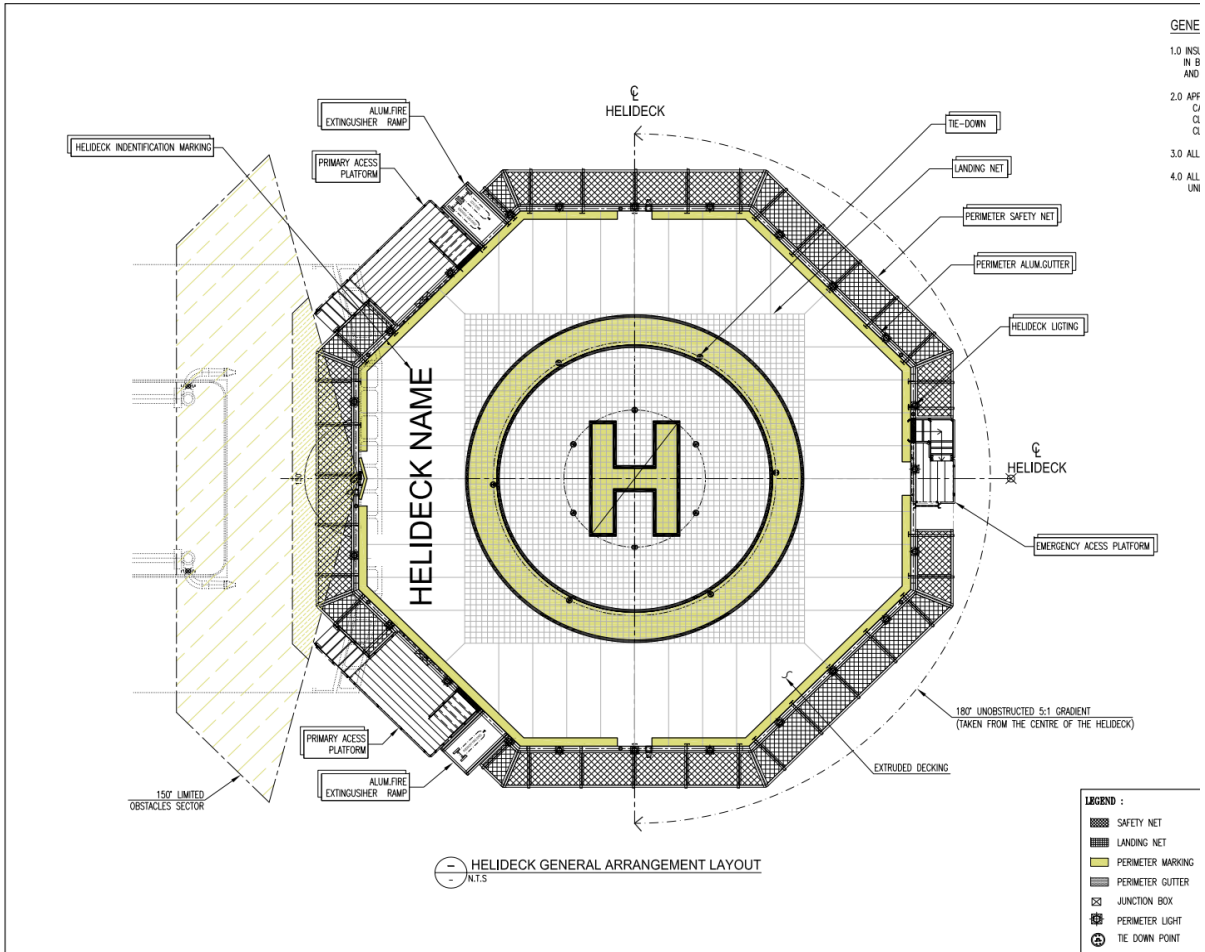 GENE
1.0 INSU
IN B
AND
2.0 APP
CA
CL
CL
3.0 ALL
4.0 ALL
UNL
℄
HELIDECK
ALUM.FIRE
EXTINGUSIHER RAMP
HELIDECK INDENTIFICATION MARKING
PRIMARY ACESS
PLATFORM
TIE-DOWN
LANDING NET
PERIMETER SAFETY NET
PERIMETER ALUM.GUTTER
HELIDECK LIGTING
HELIDECK NAME
H
150°
℄
HELIDECK
EMERGENCY ACESS PLATFORM
180° UNOBSTRUCTED 5:1 GRADIENT
(TAKEN FROM THE CENTRE OF THE HELIDECK)
EXTRUDED DECKING
PRIMARY ACESS
PLATFORM
ALUM.FIRE
EXTINGUSIHER RAMP
150° LIMITED
OBSTACLES SECTOR
HELIDECK GENERAL ARRANGEMENT LAYOUT
N.T.S
LEGEND :
SAFETY NET
LANDING NET
PERIMETER MARKING
PERIMETER GUTTER
JUNCTION BOX
PERIMETER LIGHT
TIE DOWN POINT